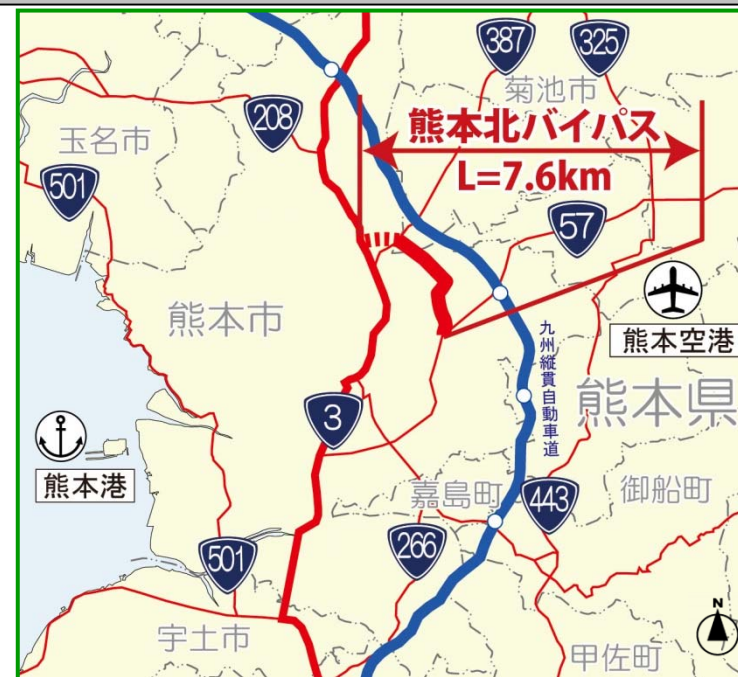 387
325
菊池市
208
熊本北バイパス
玉名市
L=7.6km
501
57
熊本市
熊本空港
九州縦貫自動車道
熊本県
3
熊本港
嘉島町
443
御船町
501
266
N
宇土市
甲佐町